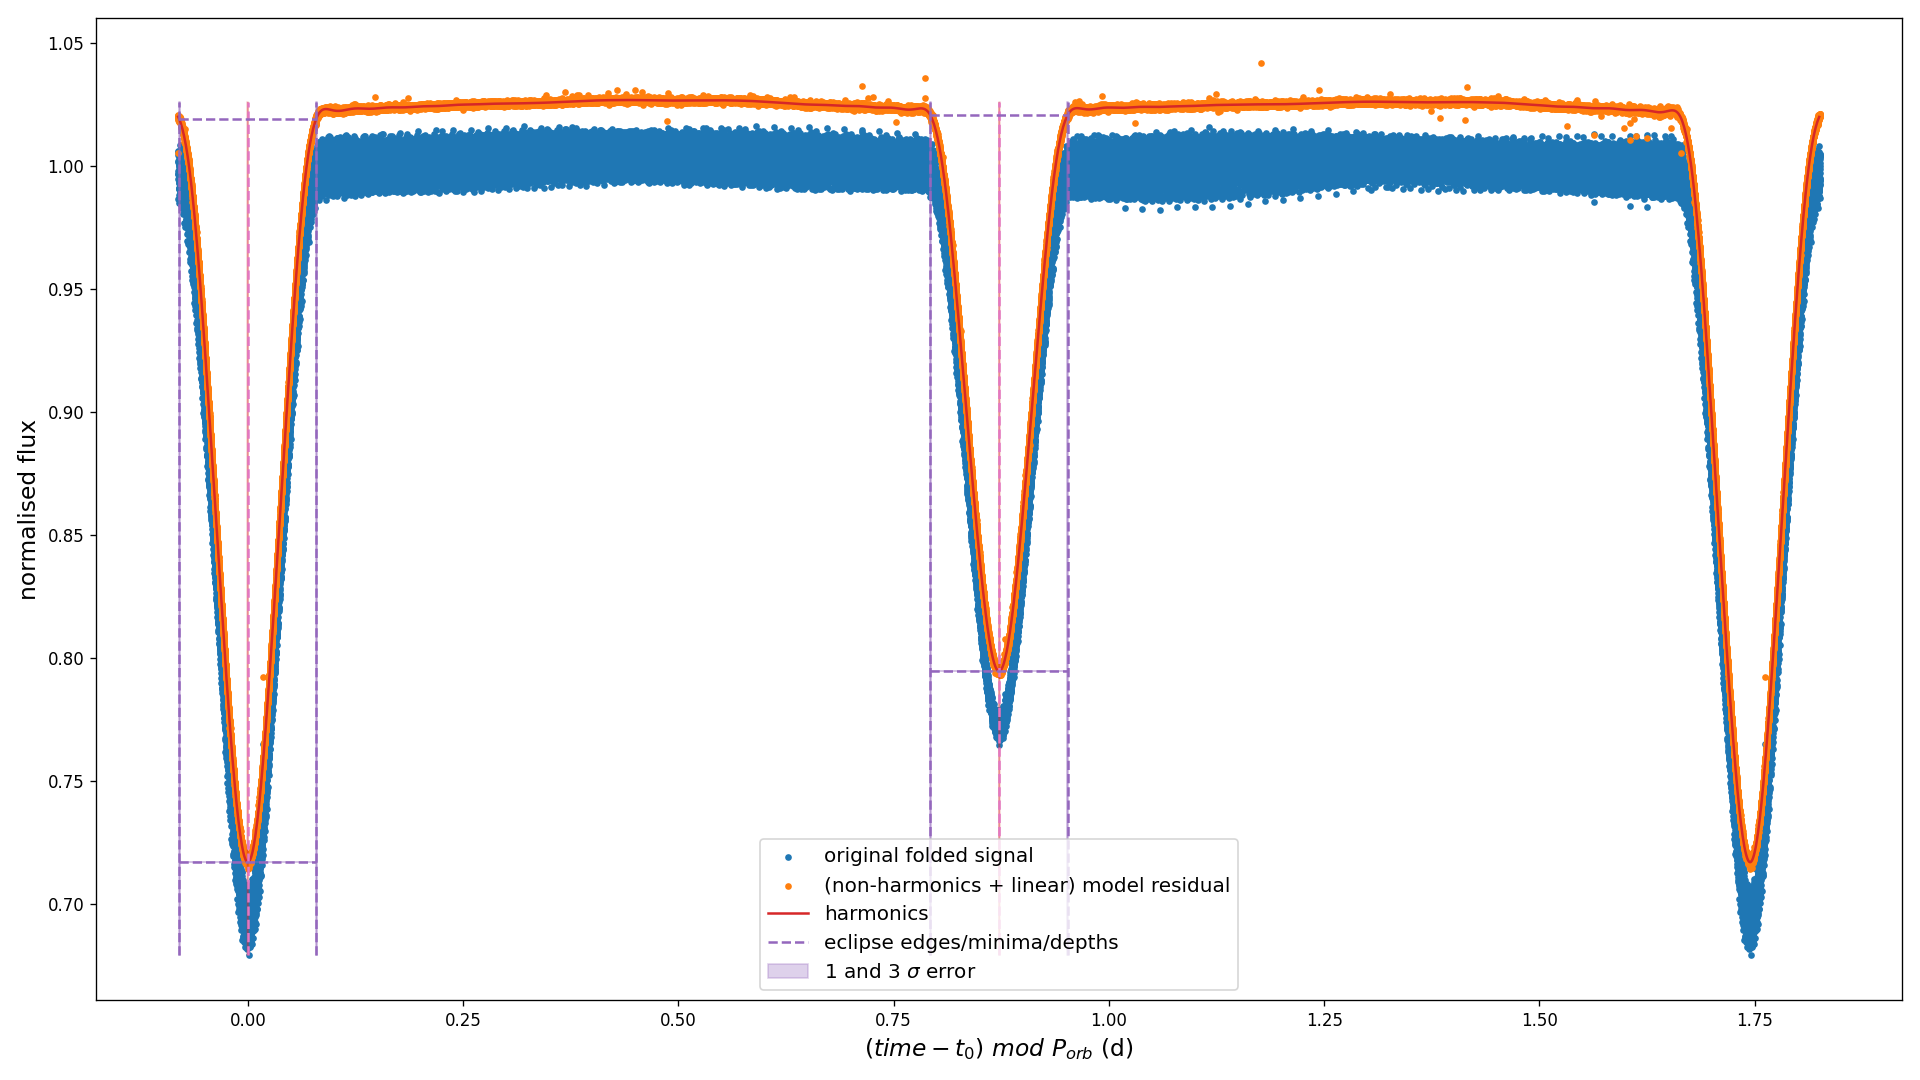 1.05
1.00
0.95
0.90
0.85
0.80
0.75
0.70
normalised flux
original folded signal
(non-harmonics + linear) model residual
harmonics
eclipse edges/minima/depths
1 and 3 σ error
0.00 0.25 0.50 0.75 1.00 1.25 1.50 1.75
(time − t₀) mod Pₒᵣb (d)